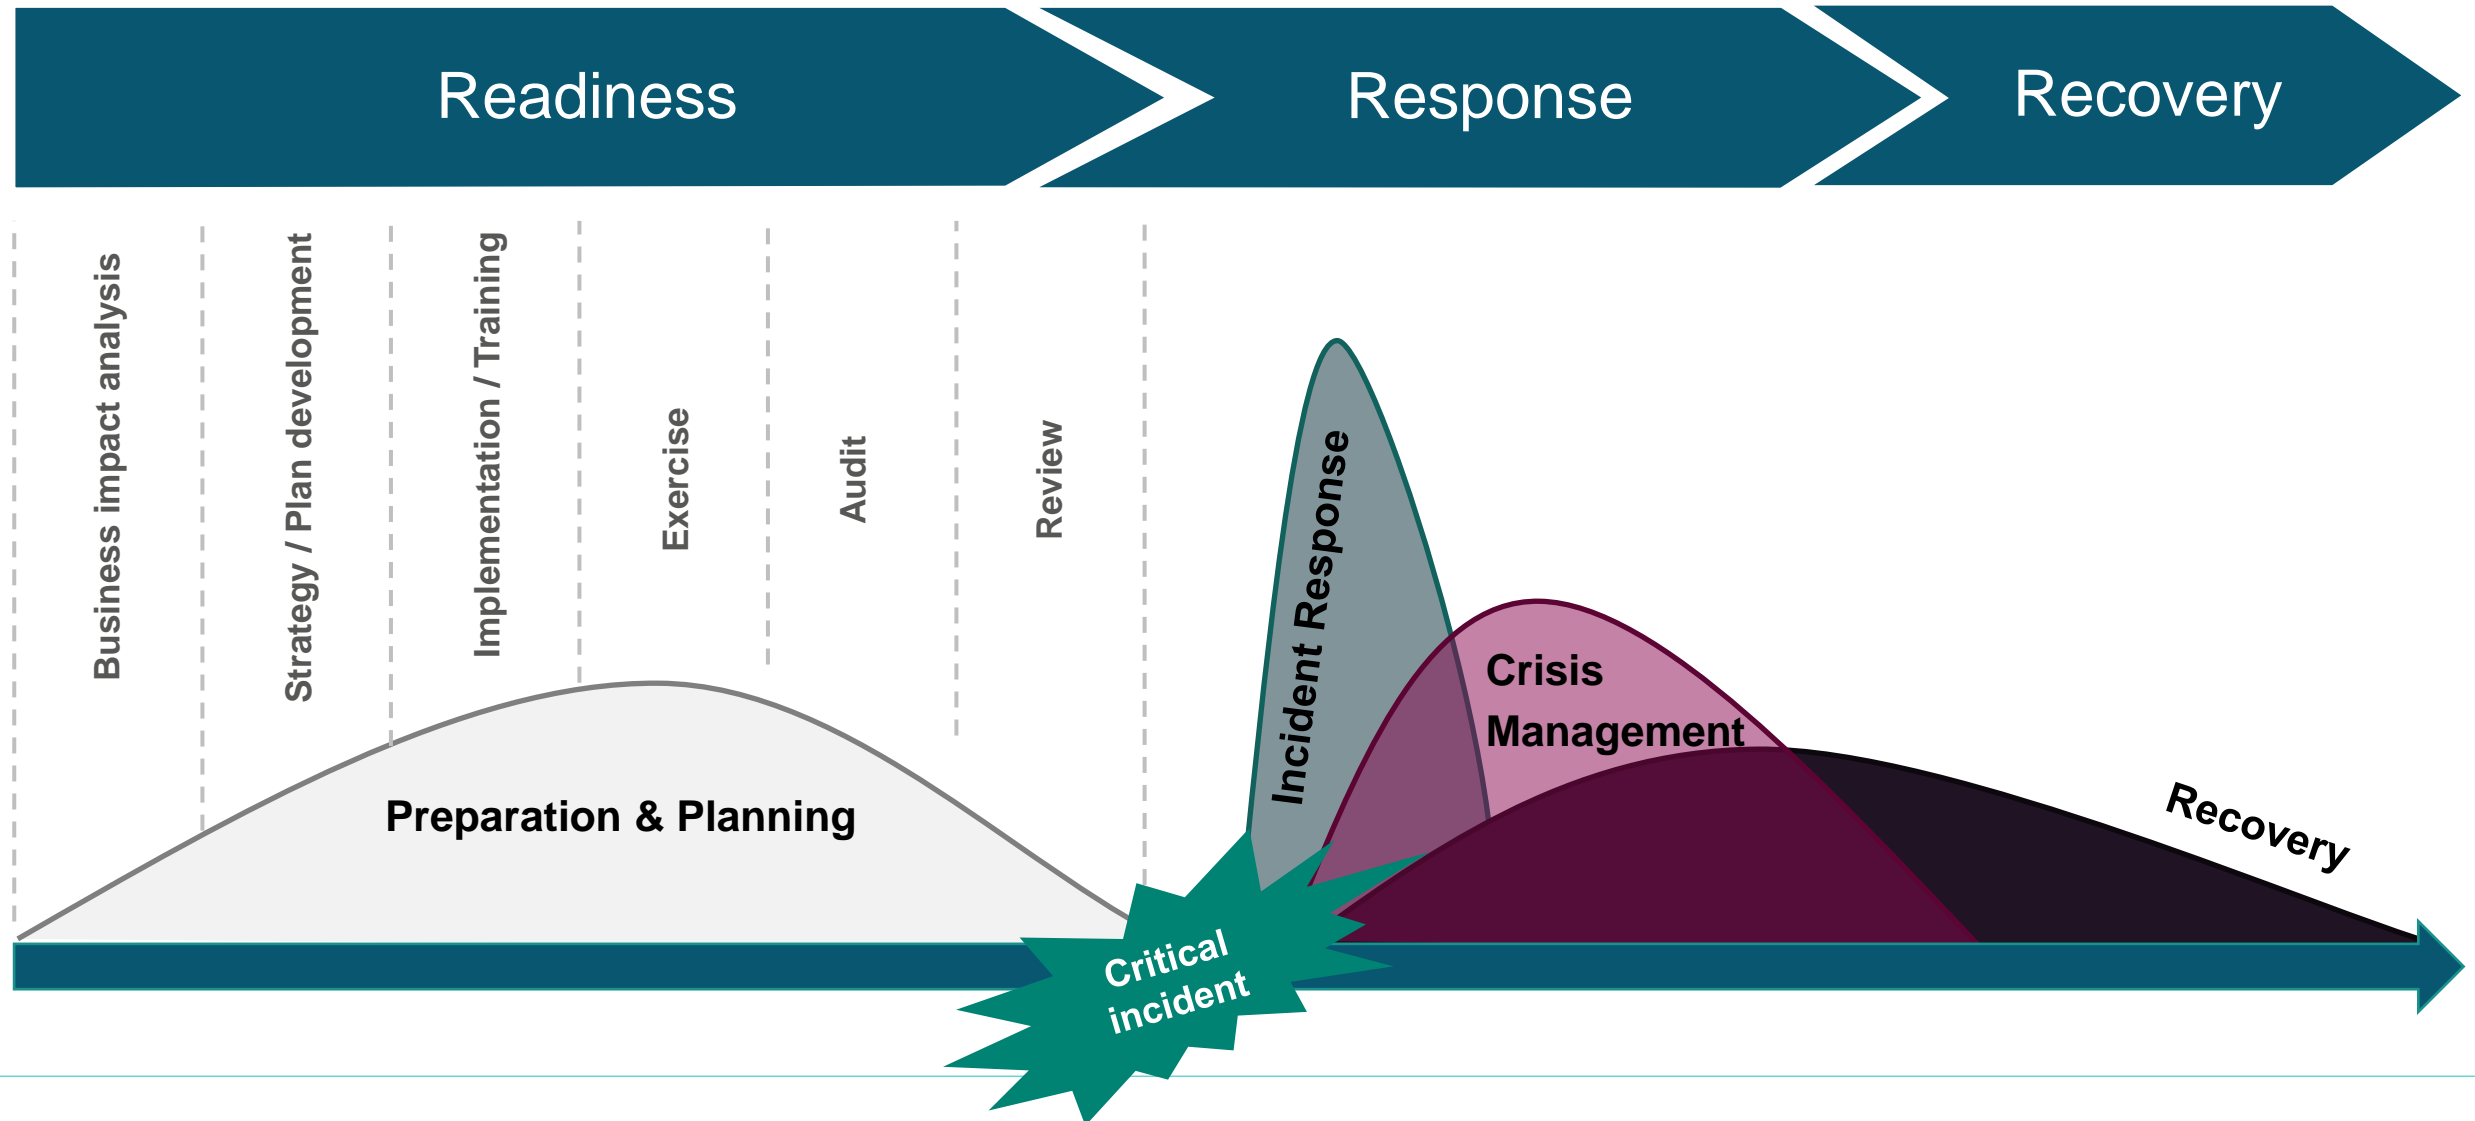 Readiness
Response
Recovery
Business impact analysis
Strategy / Plan development
Implementation / Training
Exercise
Audit
Review
Preparation & Planning
Incident Response
Crisis
Management
Recovery
Critical
incident